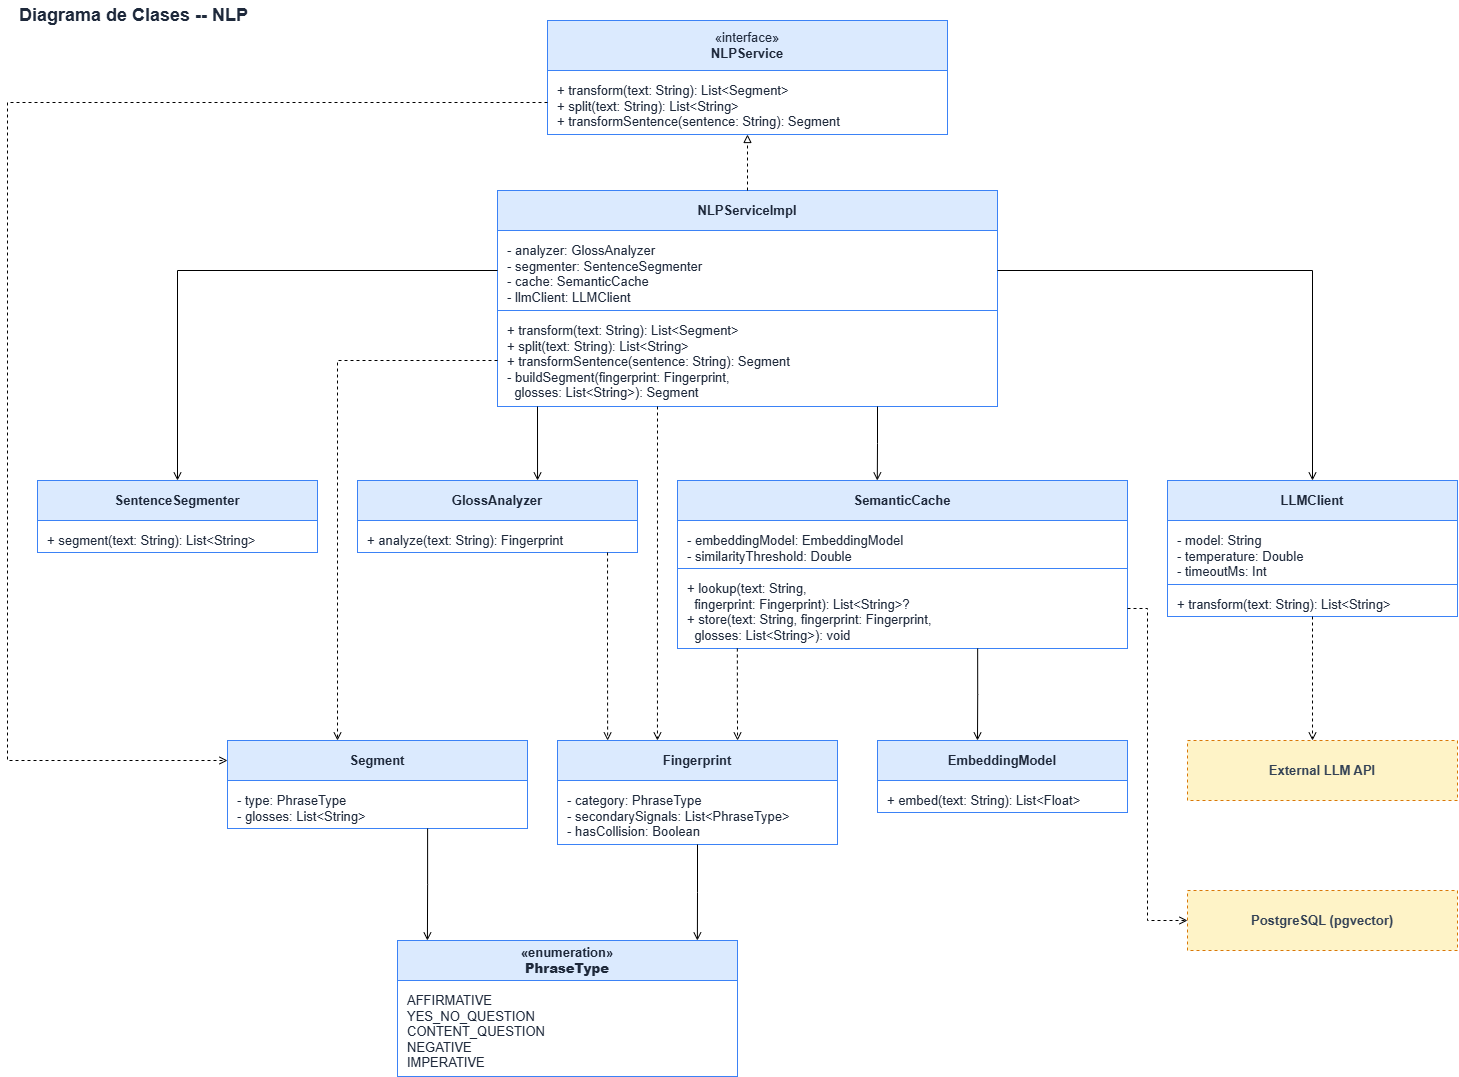 Diagrama de Clases -- NLP
«interface»
NLPService
+ transform(text: String): List<Segment>
+ split(text: String): List<String>
+ transformSentence(sentence: String): Segment
NLPServiceImpl
- analyzer: GlossAnalyzer
- segmenter: SentenceSegmenter
- cache: SemanticCache
- llmClient: LLMClient
+ transform(text: String): List<Segment>
+ split(text: String): List<String>
+ transformSentence(sentence: String): Segment
- buildSegment(fingerprint: Fingerprint,
glosses: List<String>): Segment
SentenceSegmenter
+ segment(text: String): List<String>
GlossAnalyzer
+ analyze(text: String): Fingerprint
SemanticCache
- embeddingModel: EmbeddingModel
- similarityThreshold: Double
+ lookup(text: String,
fingerprint: Fingerprint): List<String>?
+ store(text: String, fingerprint: Fingerprint,
glosses: List<String>): void
LLMClient
- model: String
- temperature: Double
- timeoutMs: Int
+ transform(text: String): List<String>
Segment
- type: PhraseType
- glosses: List<String>
Fingerprint
- category: PhraseType
- secondarySignals: List<PhraseType>
- hasCollision: Boolean
EmbeddingModel
+ embed(text: String): List<Float>
External LLM API
PostgreSQL (pgvector)
«enumeration»
PhraseType
AFFIRMATIVE
YES_NO_QUESTION
CONTENT_QUESTION
NEGATIVE
IMPERATIVE